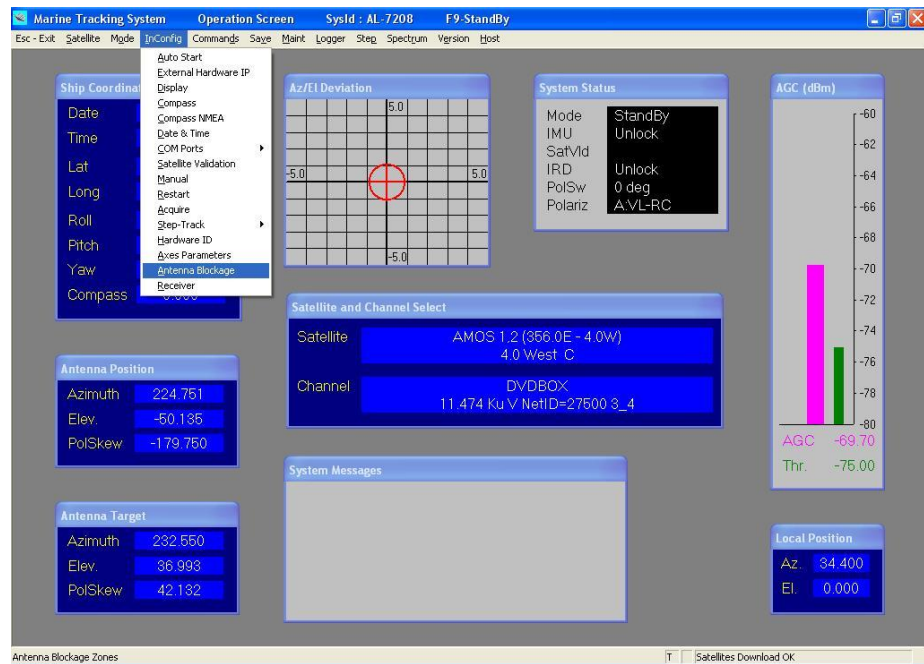 Marine Tracking System Operation Screen SysId : AL-7208 F9-StandBy
Esc - Exit Satellite Mode InConfig Commands Save Maint Logger Step Spectrum Version Host
Auto Start
External Hardware IP
Display
Compass
Compass NMEA
Date & Time
COM Ports
Satellite Validation
Manual
Restart
Acquire
Step-Track
Hardware ID
Axes Parameters
Antenna Blockage
Receiver
Ship Coordina
Date
Time
Lat
Long
Roll
Pitch
Yaw
Compass 0.000
Az/El Deviation
5.0
-5.0 5.0
-5.0
System Status
Mode StandBy
IMU Unlock
SatVld
IRD Unlock
PolSw 0 deg
Polariz A:VL-RC
AGC (dBm)
-60
-62
-64
-66
-68
-70
-72
-74
-76
-78
-80
AGC -69.70
Thr. -75.00
Satellite and Channel Select
Satellite AMOS 1,2 (356.0E - 4.0W)
4.0 West C
Channel DVDBOX
11.474 Ku V NetID=27500 3_4
Antenna Position
Azimuth 224.751
Elev. -50.135
PolSkew -179.750
System Messages
Antenna Target
Azimuth 232.550
Elev. 36.993
PolSkew 42.132
Local Position
Az. 34.400
El. 0.000
Antenna Blockage Zones T Satellites Download OK